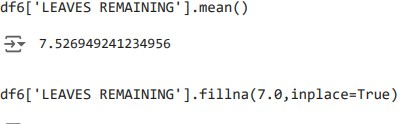 df6['LEAVES REMAINING'].mean()
7.526949241234956
df6['LEAVES REMAINING'].fillna(7.0,inplace=True)